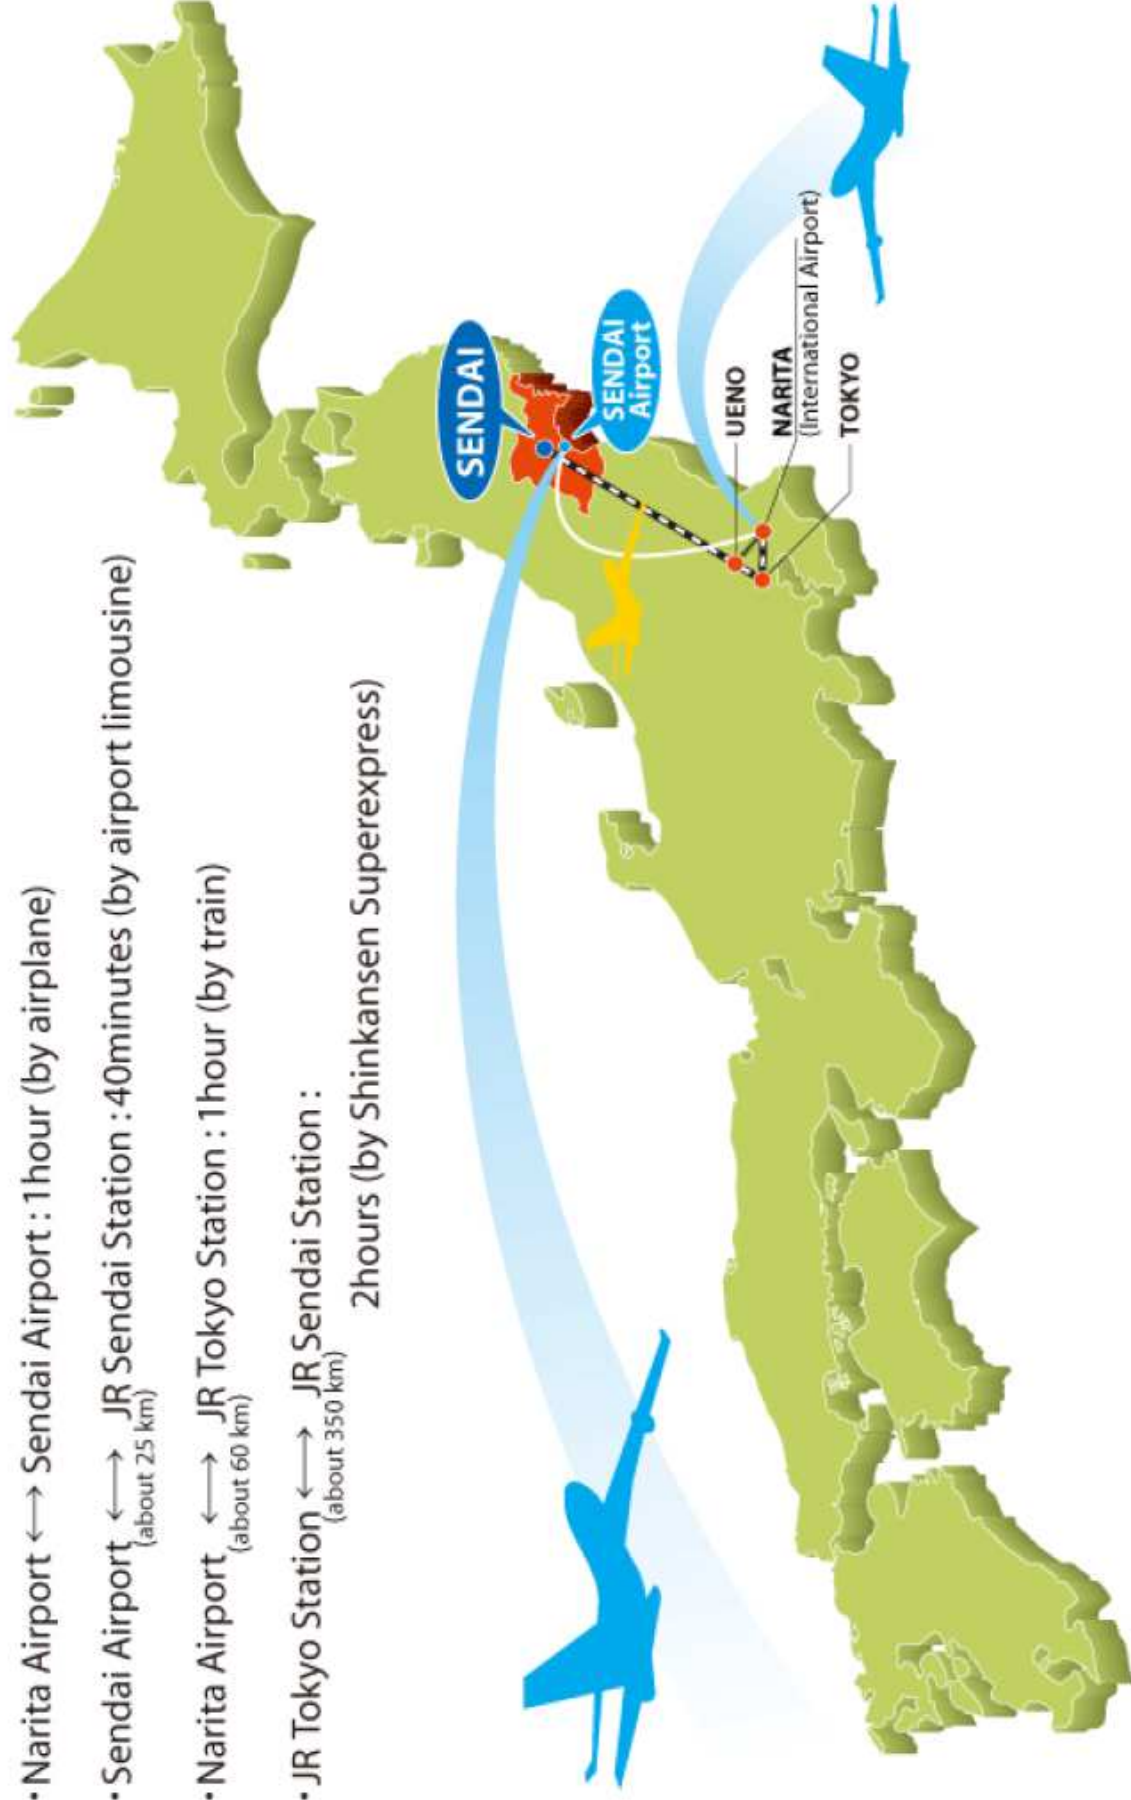 ・Narita Airport ⟷ Sendai Airport : 1hour (by airplane)
・Sendai Airport ⟷ JR Sendai Station : 40minutes (by airport limousine)
(about 25 km)
・Narita Airport ⟷ JR Tokyo Station : 1hour (by train)
(about 60 km)
・JR Tokyo Station ⟷ JR Sendai Station :
(about 350 km)
2hours (by Shinkansen Superexpress)
SENDAI
SENDAI
Airport
UENO
NARITA
(International Airport)
TOKYO